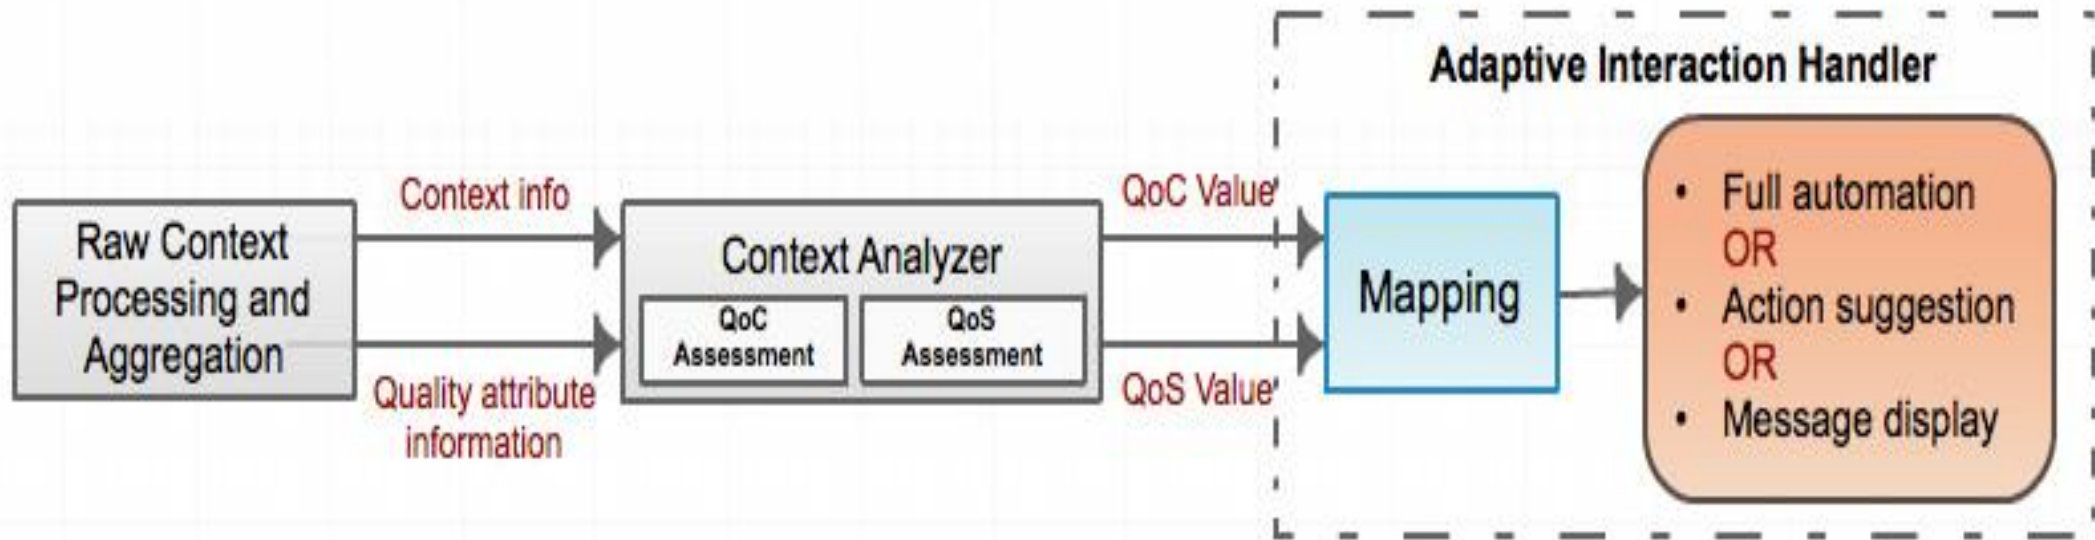 Adaptive Interaction Handler
Raw Context
Processing and
Aggregation
Context info
Quality attribute
information
Context Analyzer
QoC
Assessment
QoS
Assessment
QoC Value
QoS Value
Mapping
• Full automation
OR
• Action suggestion
OR
• Message display